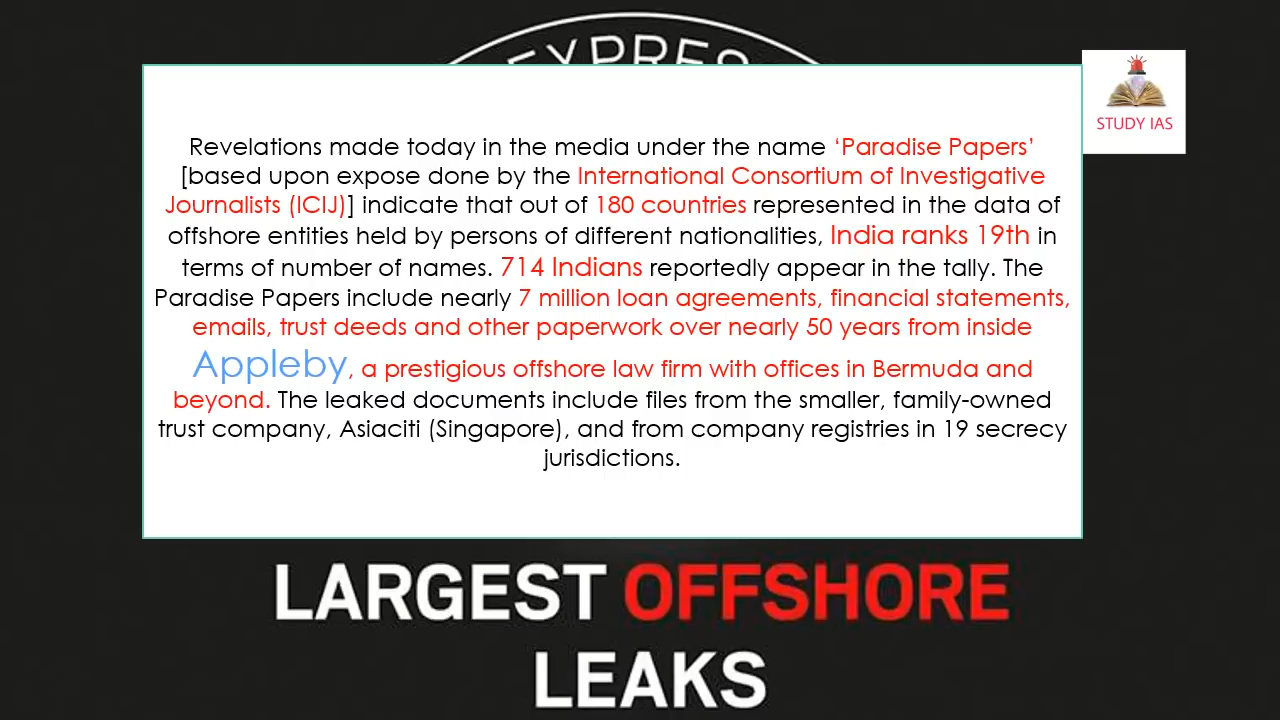 STUDY IAS
Revelations made today in the media under the name ‘Paradise Papers’
[based upon expose done by the International Consortium of Investigative
Journalists (ICIJ)] indicate that out of 180 countries represented in the data of
offshore entities held by persons of different nationalities, India ranks 19th in
terms of number of names. 714 Indians reportedly appear in the tally. The
Paradise Papers include nearly 7 million loan agreements, financial statements,
emails, trust deeds and other paperwork over nearly 50 years from inside
Appleby, a prestigious offshore law firm with offices in Bermuda and
beyond. The leaked documents include files from the smaller, family-owned
trust company, Asiaciti (Singapore), and from company registries in 19 secrecy
jurisdictions.
LARGEST OFFSHORE
LEAKS